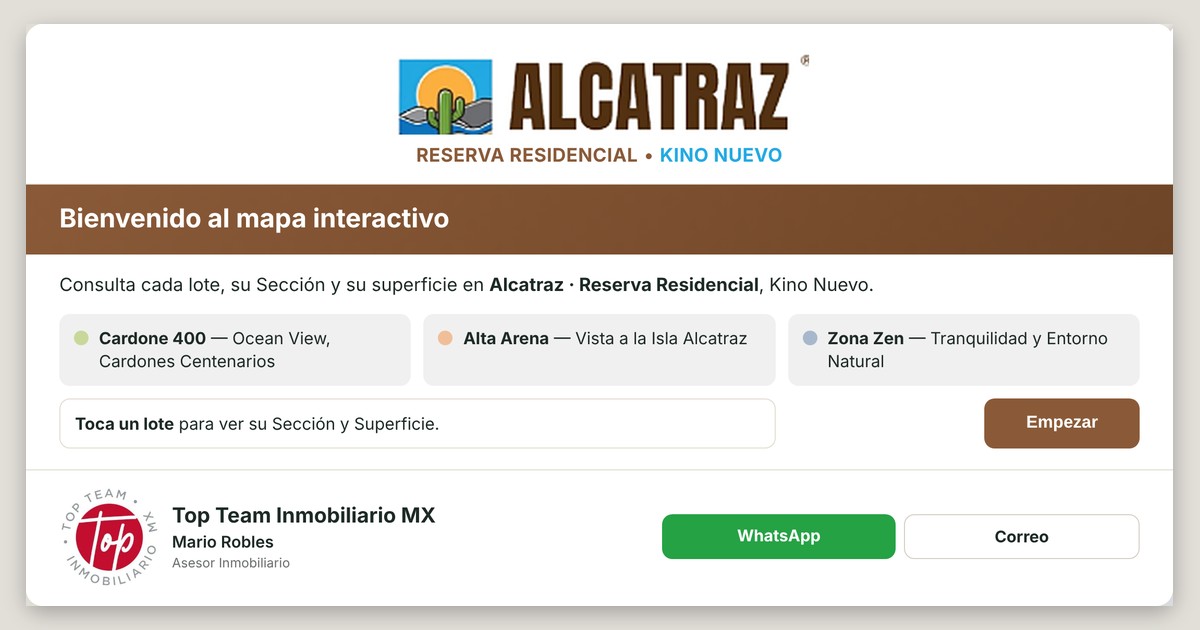 ALCATRAZ ®
RESERVA RESIDENCIAL • KINO NUEVO
Bienvenido al mapa interactivo
Consulta cada lote, su Sección y su superficie en Alcatraz · Reserva Residencial, Kino Nuevo.
Cardone 400 — Ocean View,
Cardones Centenarios
Alta Arena — Vista a la Isla Alcatraz
Zona Zen — Tranquilidad y Entorno
Natural
Toca un lote para ver su Sección y Superficie.
Empezar
• TOP TEAM • INMOBILIARIO MX
Top
Top Team Inmobiliario MX
Mario Robles
Asesor Inmobiliario
WhatsApp
Correo